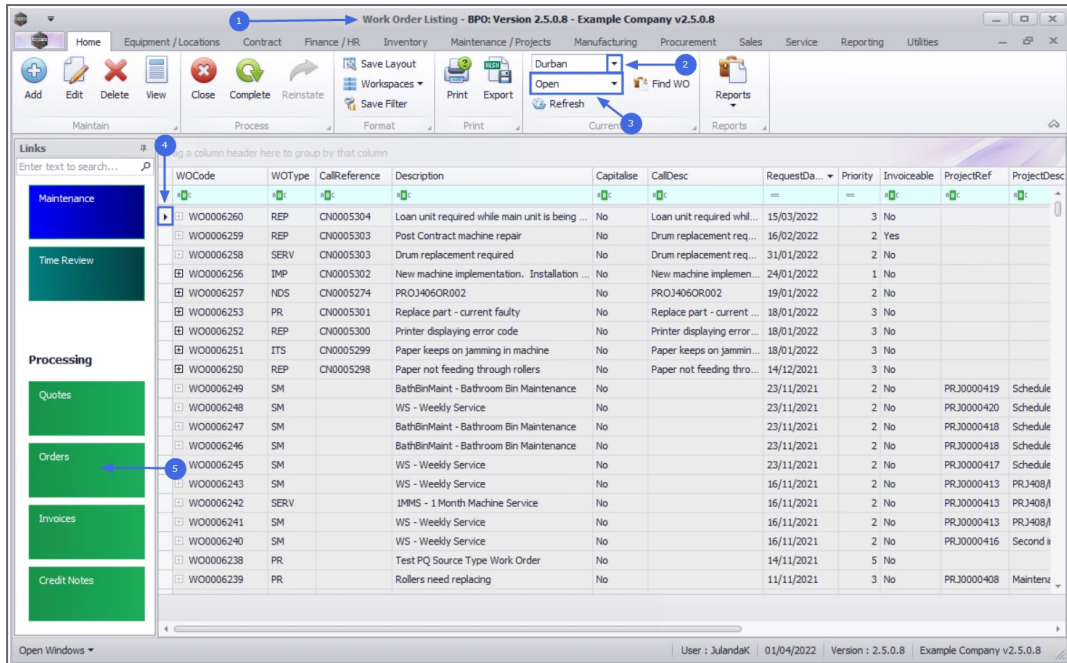 1
Work Order Listing - BPO: Version 2.5.0.8 - Example Company v2.5.0.8
Home Equipment / Locations Contract Finance / HR Inventory Maintenance / Projects Manufacturing Procurement Sales Service Reporting Utilities
Add Edit Delete View Close Complete Reinstate Save Layout Workspaces Save Filter Print Export Durban 2 Open Find WO Refresh 3 Reports
Maintain Process Format Print Curren Reports
Links 4
Enter text to search...
Maintenance
Time Review
Processing
Quotes
Orders 5
Invoices
Credit Notes
ag a column header here to group by that column
WOCode WOType CallReference Description Capitalise CallDesc RequestDa... Priority Invoiceable ProjectRef ProjectDesc
WO0006260 REP CN0005304 Loan unit required while main unit is being ... No Loan unit required whil... 15/03/2022 3 No
WO0006259 REP CN0005303 Post Contract machine repair No Drum replacement req... 16/02/2022 2 Yes
WO0006258 SERV CN0005303 Drum replacement required No Drum replacement req... 31/01/2022 2 No
WO0006256 IMP CN0005302 New machine implementation. Installation ... No New machine implemen... 24/01/2022 1 No
WO0006257 NDS CN0005274 PROJ406OR002 No PROJ406OR002 19/01/2022 2 No
WO0006253 PR CN0005301 Replace part - current faulty No Replace part - current ... 18/01/2022 3 No
WO0006252 REP CN0005300 Printer displaying error code No Printer displaying error... 18/01/2022 3 No
WO0006251 ITS CN0005299 Paper keeps on jamming in machine No Paper keeps on jammin... 18/01/2022 3 No
WO0006250 REP CN0005298 Paper not feeding through rollers No Paper not feeding thro... 14/12/2021 3 No
WO0006249 SM BathBinMaint - Bathroom Bin Maintenance No 23/11/2021 2 No PRJ0000419 Schedule
WO0006248 SM WS - Weekly Service No 23/11/2021 2 No PRJ0000420 Schedule
WO0006247 SM BathBinMaint - Bathroom Bin Maintenance No 23/11/2021 2 No PRJ0000418 Schedule
WO0006246 SM BathBinMaint - Bathroom Bin Maintenance No 23/11/2021 2 No PRJ0000418 Schedule
WO0006245 SM WS - Weekly Service No 23/11/2021 2 No PRJ0000417 Schedule
WO0006243 SM WS - Weekly Service No 16/11/2021 2 No PRJ0000413 PRJ408/
WO0006242 SERV 1MMS - 1 Month Machine Service No 16/11/2021 2 No PRJ0000413 PRJ408/
WO0006241 SM WS - Weekly Service No 16/11/2021 2 No PRJ0000413 PRJ408/
WO0006240 SM WS - Weekly Service No 16/11/2021 2 No PRJ0000416 Second i
WO0006238 PR Test PQ Source Type Work Order No 14/11/2021 5 No
WO0006239 PR Rollers need replacing No 11/11/2021 3 No PRJ0000408 Maintena
Open Windows User : JulandaK 01/04/2022 Version : 2.5.0.8 Example Company v2.5.0.8